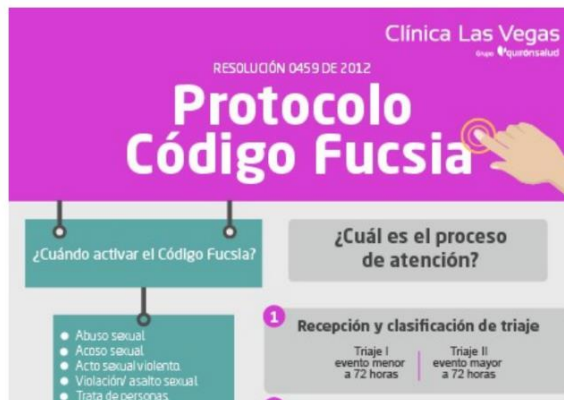 Clínica Las Vegas
Grupo quironsalud
RESOLUCIÓN 0459 DE 2012
Protocolo
Código Fucsia
¿Cuándo activar el Código Fucsia?
¿Cuál es el proceso
de atención?
Abuso sexual
Acoso sexual
Acto sexual violento
Violación/ asalto sexual
Trata de personas
1
Recepción y clasificación de triaje
Triaje I
evento menor
a 72 horas
Triaje II
evento mayor
a 72 horas